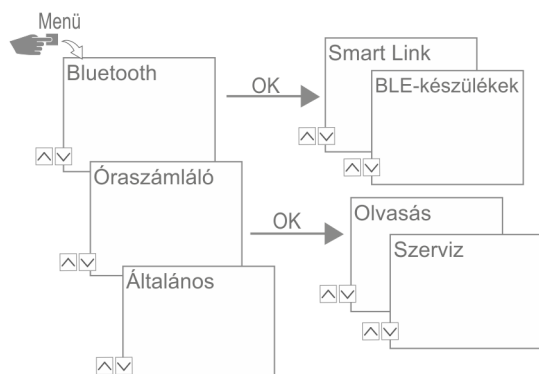 Menü
Bluetooth
OK
Smart Link
BLE-készülékek
Óraszámláló
OK
Olvasás
Szerviz
Általános